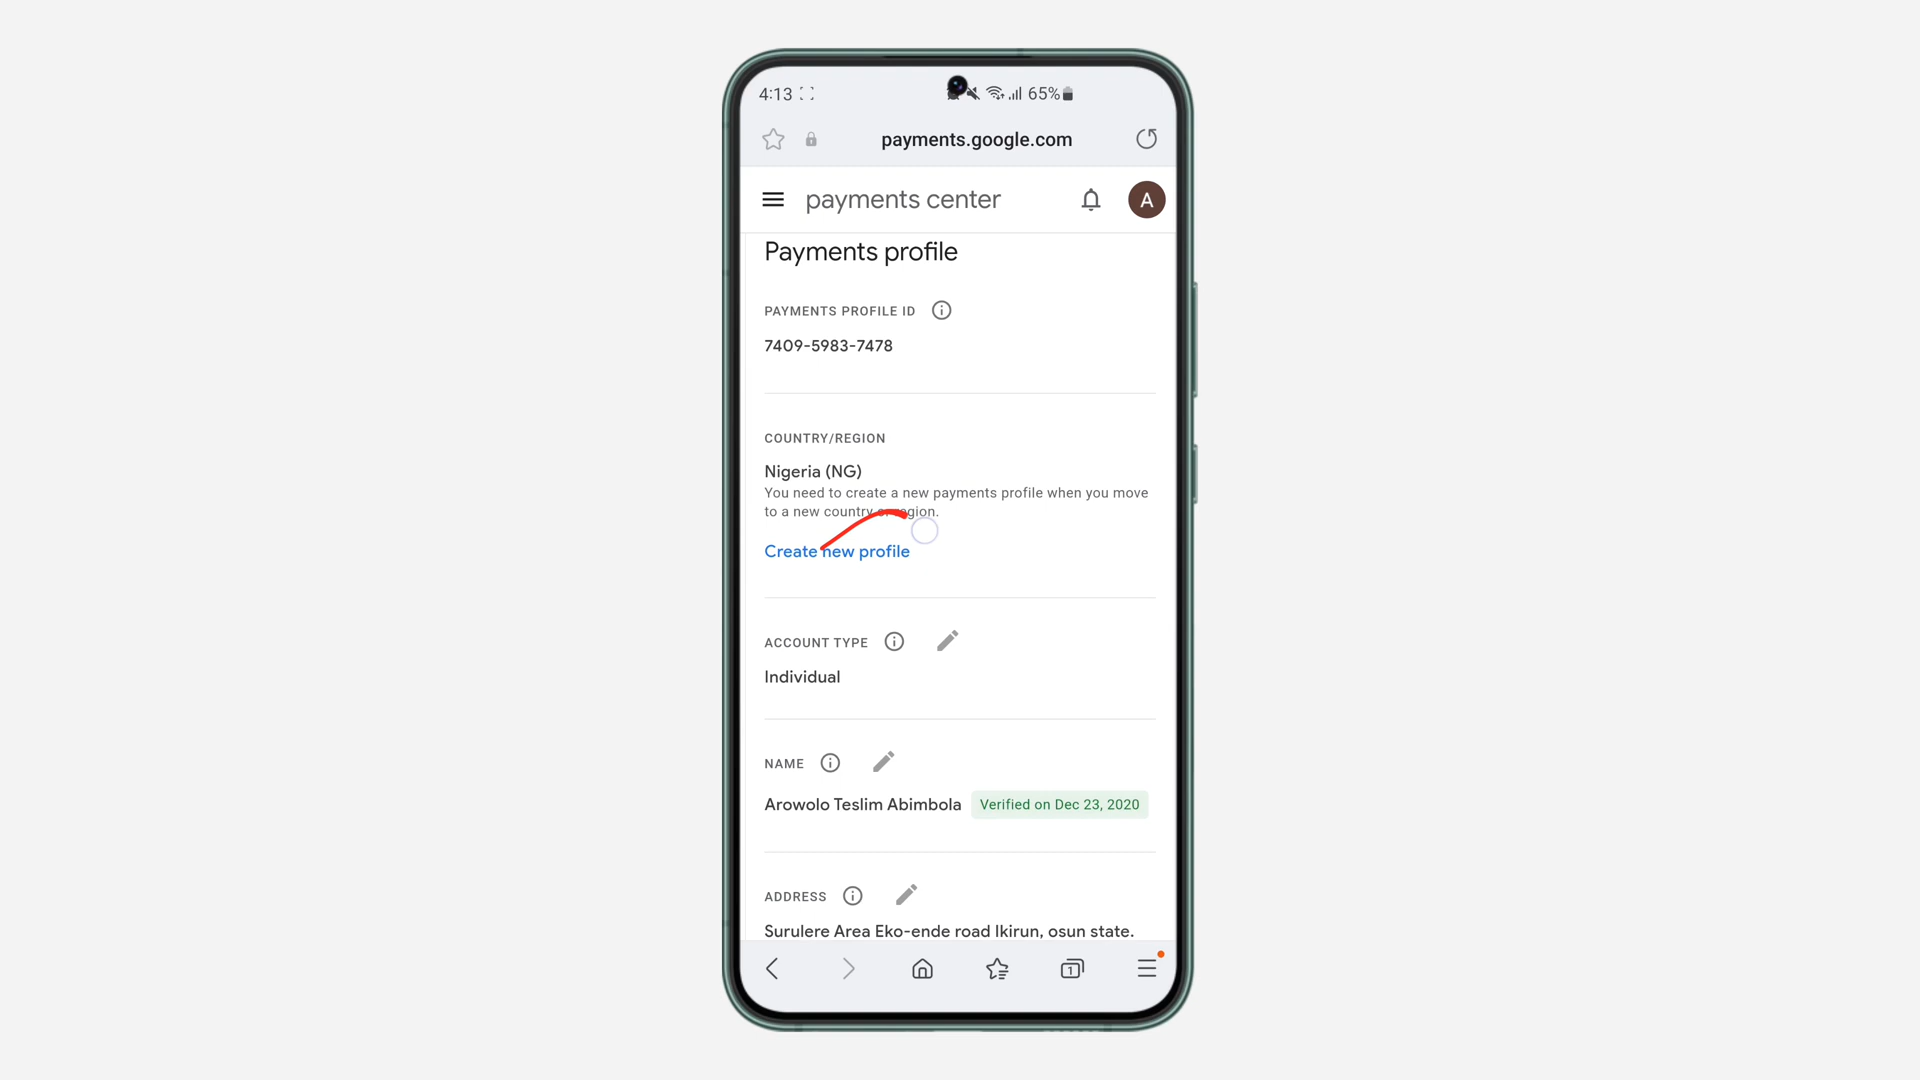 4:13 65%
payments.google.com
payments center A
Payments profile
PAYMENTS PROFILE ID
7409-5983-7478
COUNTRY/REGION
Nigeria (NG)
You need to create a new payments profile when you move
to a new country or region.
Create new profile
ACCOUNT TYPE
Individual
NAME
Arowolo Teslim Abimbola Verified on Dec 23, 2020
ADDRESS
Surulere Area Eko-ende road Ikirun, osun state.
1